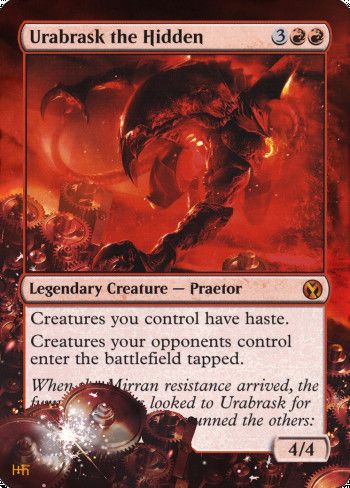 Urabrask the Hidden 3
Legendary Creature — Praetor
Creatures you control have haste.
Creatures your opponents control
enter the battlefield tapped.
When Mirran resistance arrived, the
looked to Urabrask for
the others:
4/4